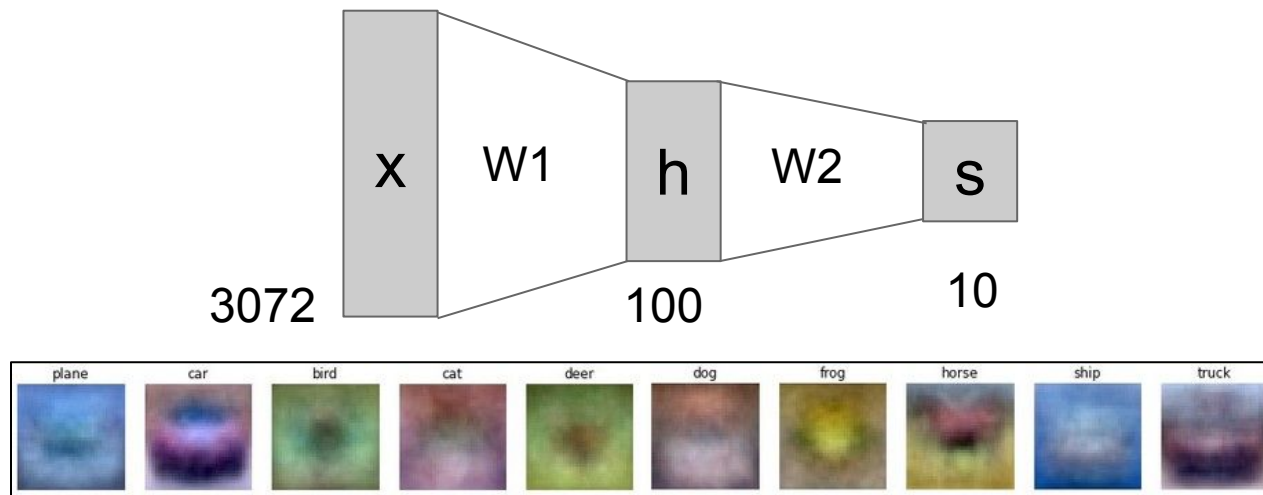 x W1 h W2 s
3072 100 10
plane car bird cat deer dog frog horse ship truck